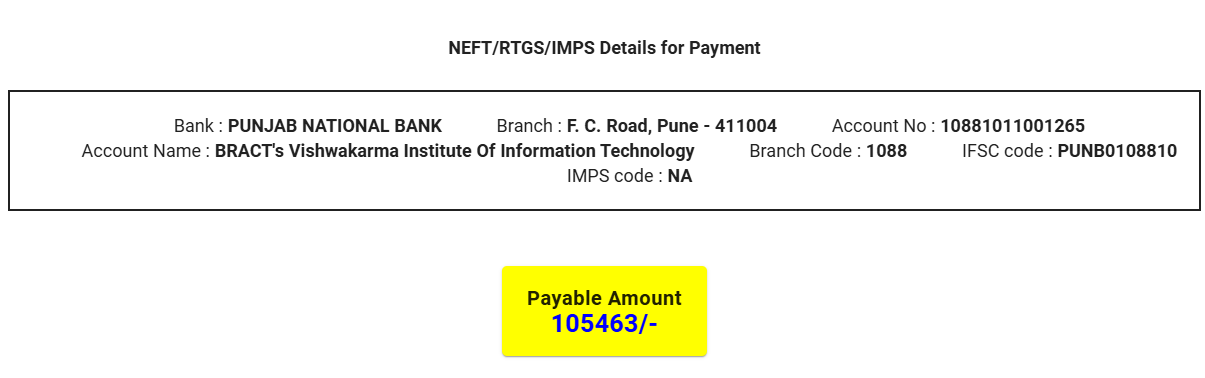 NEFT/RTGS/IMPS Details for Payment
Bank : PUNJAB NATIONAL BANK Branch : F. C. Road, Pune - 411004 Account No : 10881011001265
Account Name : BRACT's Vishwakarma Institute Of Information Technology Branch Code : 1088 IFSC code : PUNB0108810
IMPS code : NA
Payable Amount
105463/-